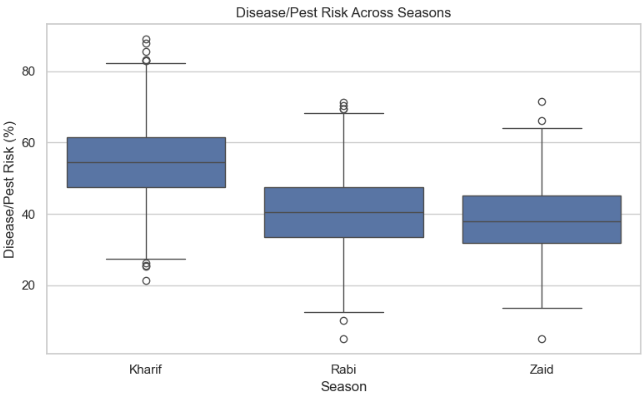 Disease/Pest Risk Across Seasons
Disease/Pest Risk (%)
80
60
40
20
Kharif Rabi Zaid
Season